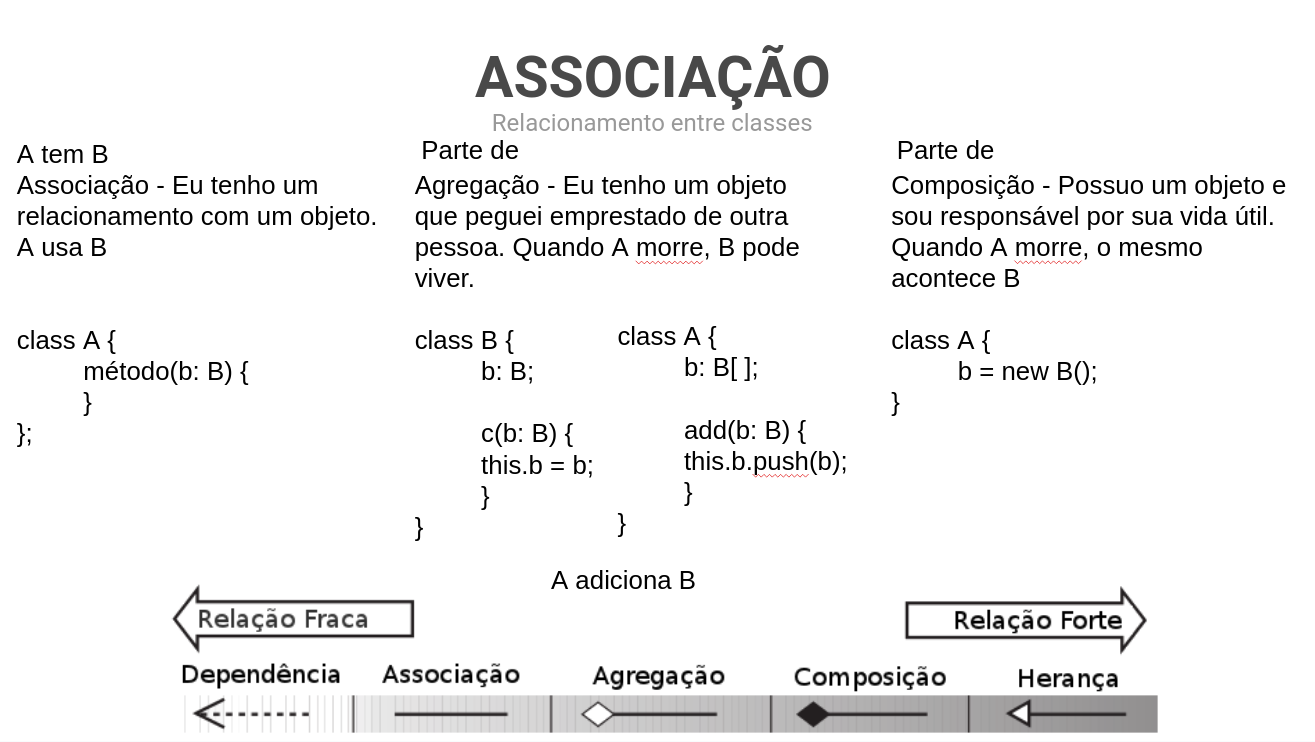 ASSOCIAÇÃO
Relacionamento entre classes
A tem B
Associação - Eu tenho um
relacionamento com um objeto.
A usa B
class A {
método(b: B) {
}
};
Parte de
Agregação - Eu tenho um objeto
que peguei emprestado de outra
pessoa. Quando A morre, B pode
viver.
class B {
b: B;
c(b: B) {
this.b = b;
}
}
class A {
b: B[ ];
add(b: B) {
this.b.push(b);
}
}
A adiciona B
Parte de
Composição - Possuo um objeto e
sou responsável por sua vida útil.
Quando A morre, o mesmo
acontece B
class A {
b = new B();
}
Relação Fraca
Relação Forte
Dependência
Associação
Agregação
Composição
Herança